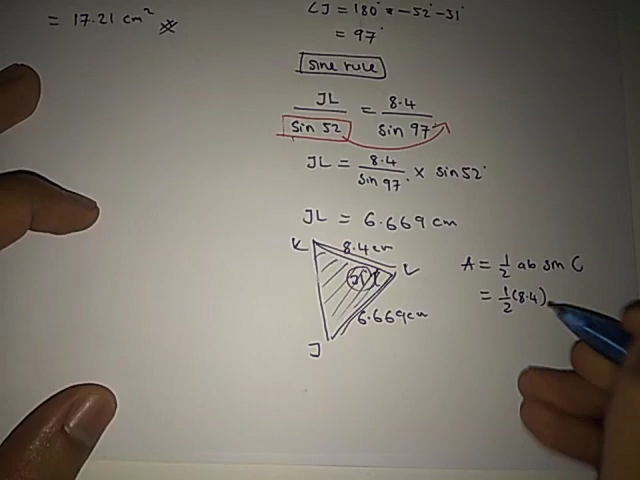 = 17.21 cm²
∠J = 180° - 52° - 31°
= 97°
sine rule
JL / sin 52 = 8.4 / sin 97°
JL = 8.4 / sin 97° × sin 52°
JL = 6.669 cm
K 8.4 cm L
6.669 cm
J
A = 1/2 ab sin C
= 1/2 (8.4)